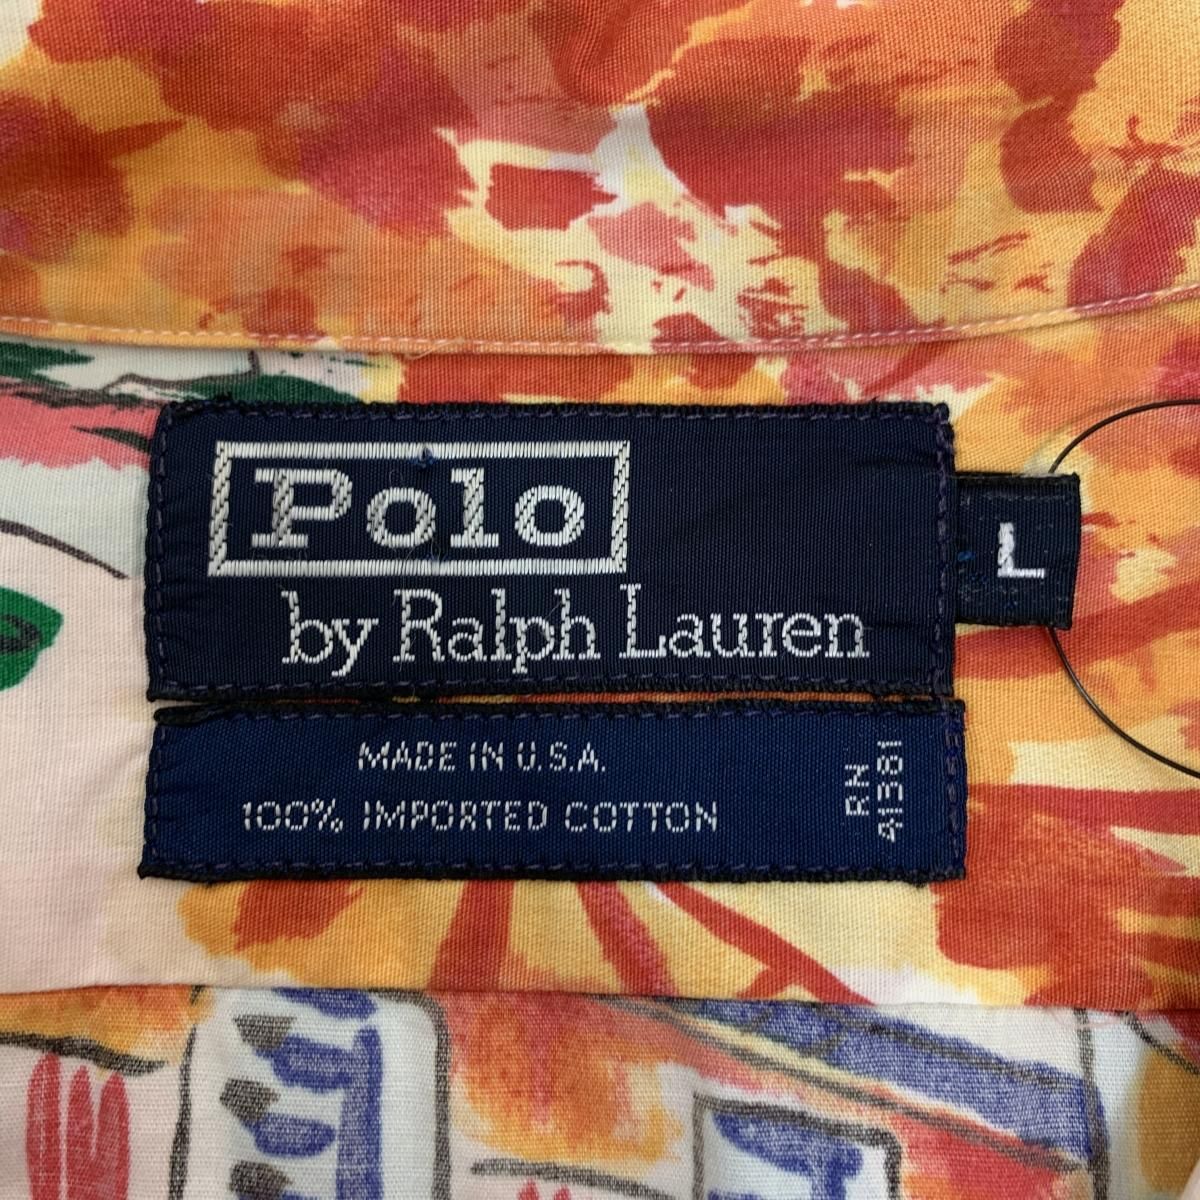 Polo
by Ralph Lauren
L
MADE IN U.S.A.
100% IMPORTED COTTON
RN
41381